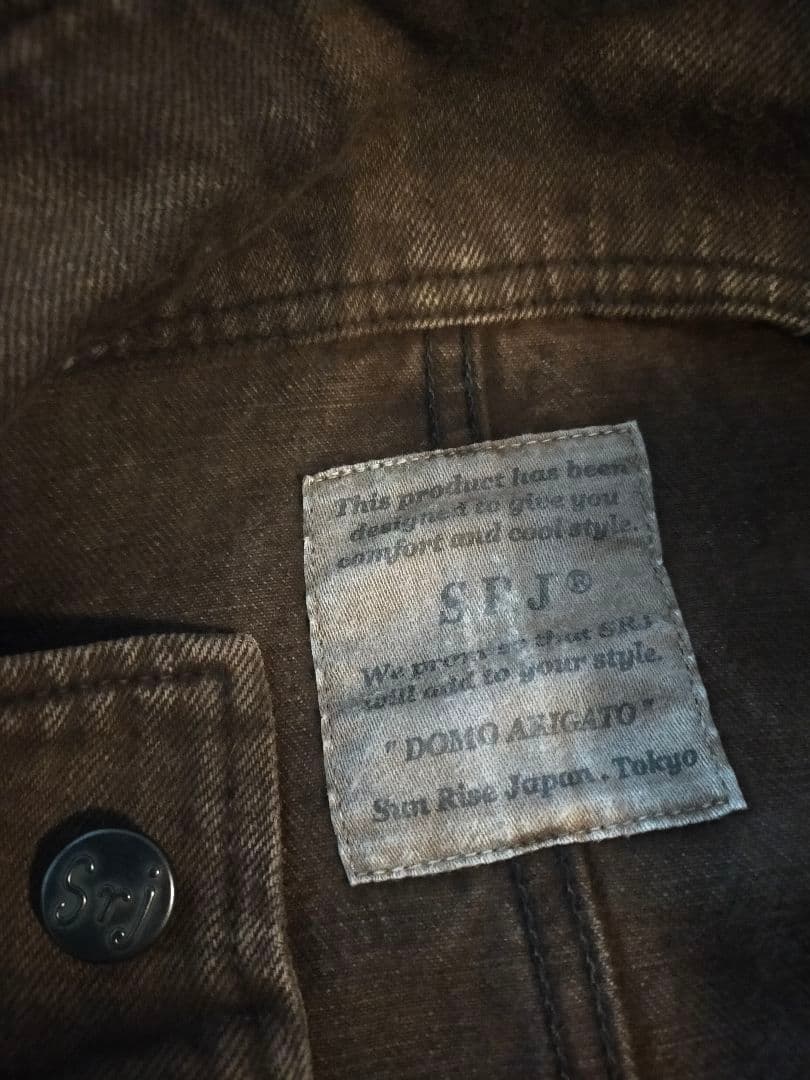 This product has been
designed to give you
comfort and cool style.
SRJ®
We promise that SRJ
will add to your style.
"DOMO ARIGATO"
Sun Rise Japan. Tokyo
Srj